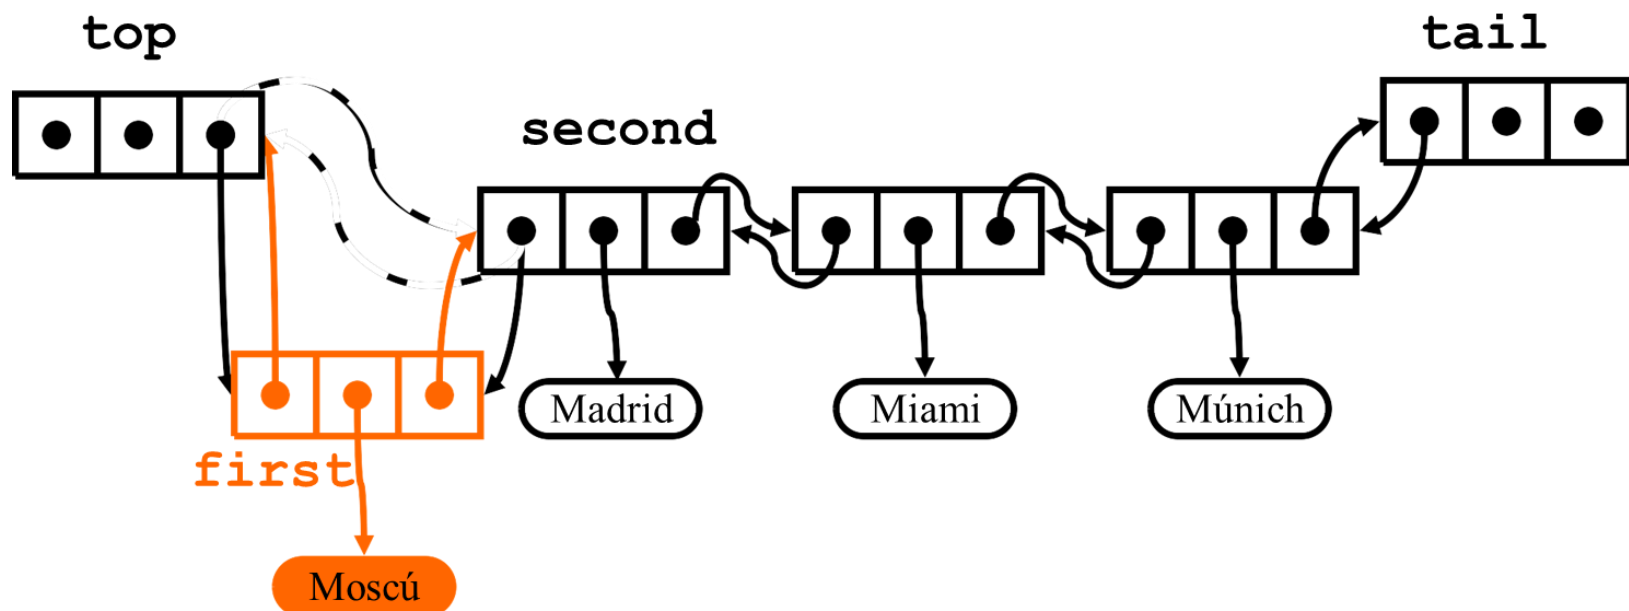 top
tail
second
Madrid
Miami
Múnich
first
Moscú